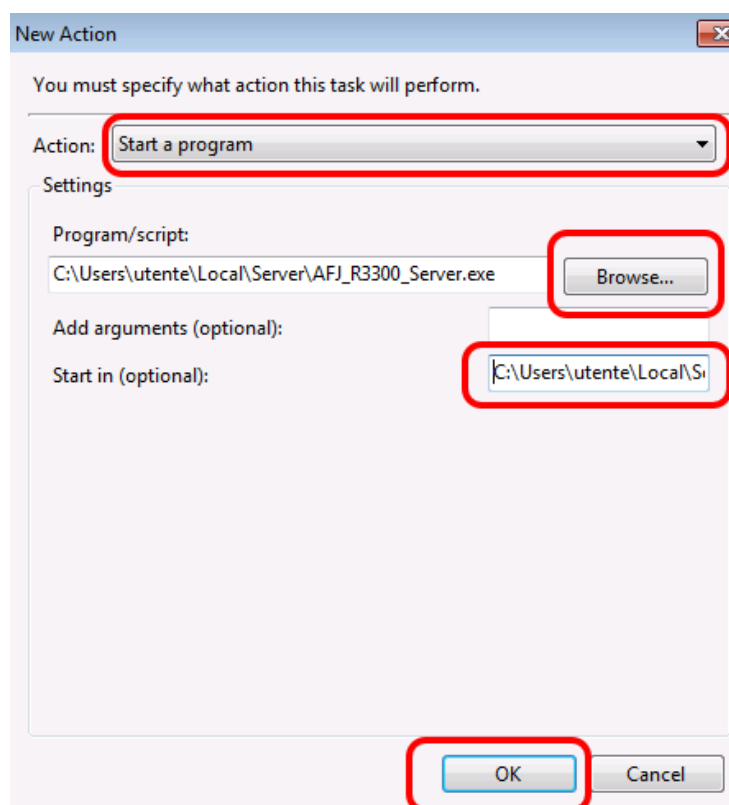 New Action
You must specify what action this task will perform.
Action: Start a program
Settings
Program/script:
C:\Users\utente\Local\Server\AFJ_R3300_Server.exe Browse...
Add arguments (optional):
Start in (optional): C:\Users\utente\Local\S
OK Cancel